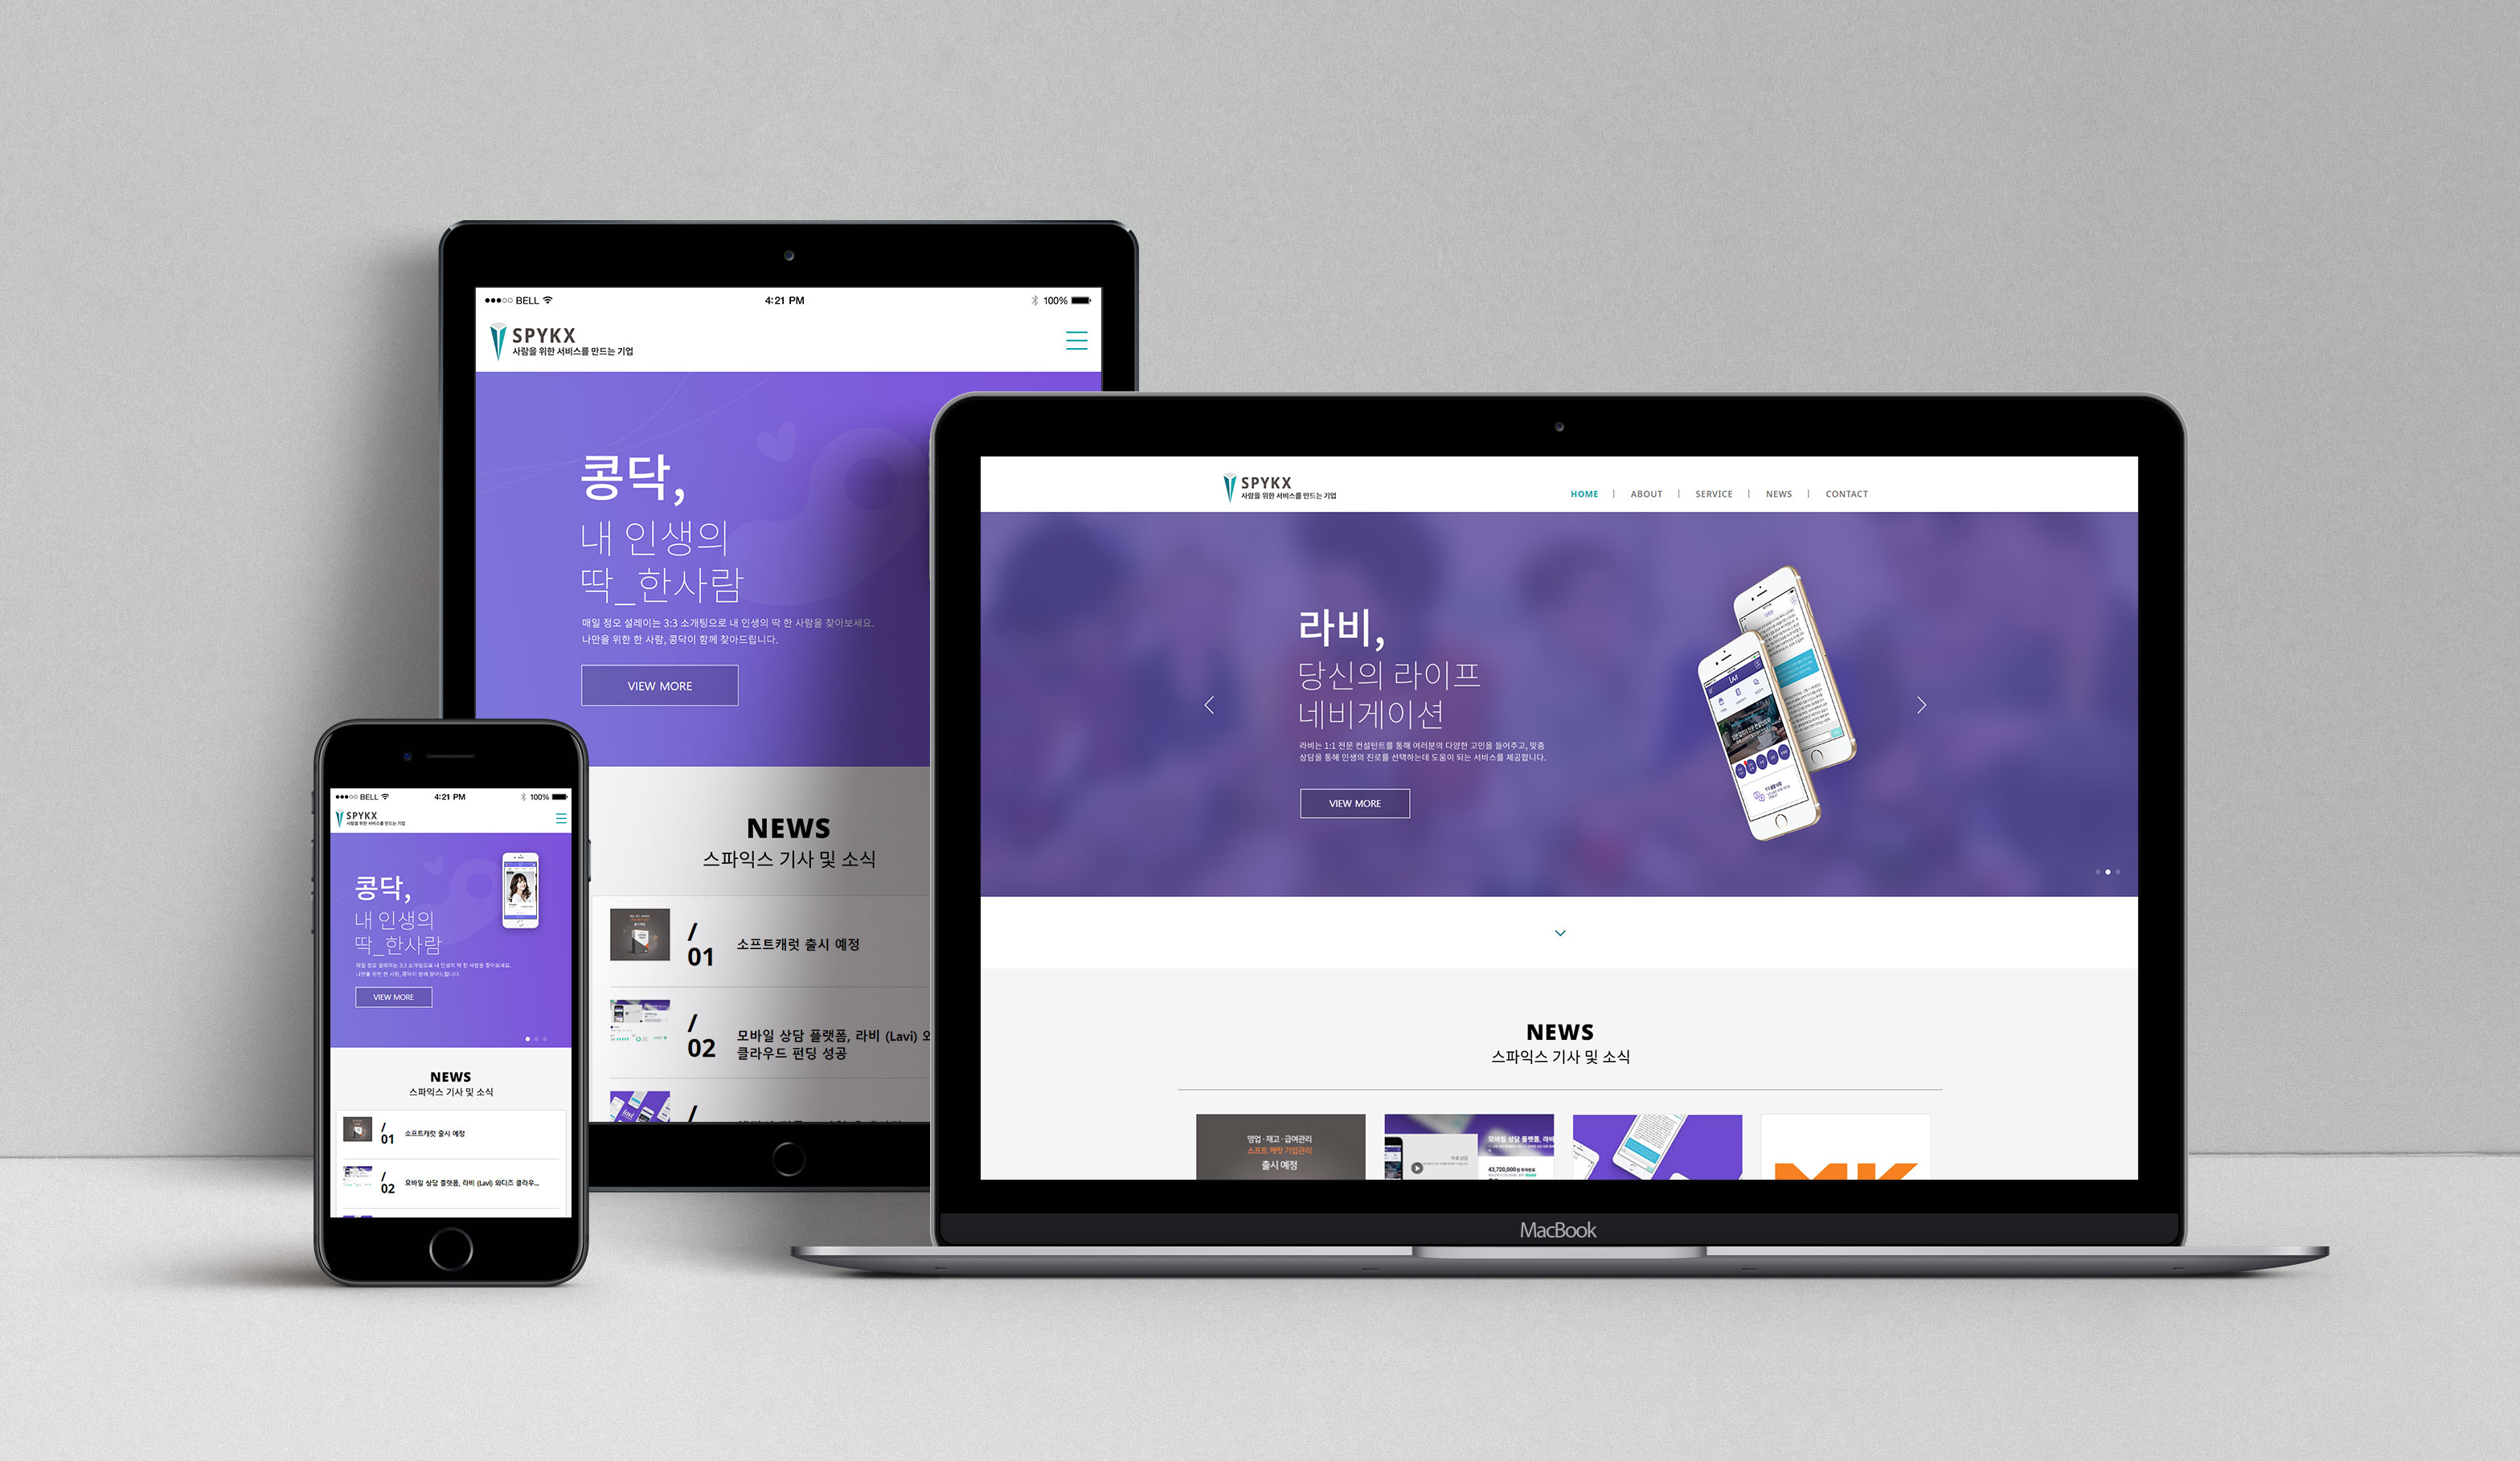 ●●●○○ BELL
4:21 PM
100%
SPYKX
사람을 위한 서비스를 만드는 기업
콩닥,
내 인생의
딱_한사람
매일 정오 설레이는 3:3 소개팅으로 내 인생의 딱 한 사람을 찾아보세요.
나만을 위한 한 사람, 콩닥이 함께 찾아드립니다.
VIEW MORE
NEWS
스파익스 기사 및 소식
/
01
소프트캐럿 출시 예정
/
02
모바일 상담 플랫폼, 라비 (Lavi) 와
클라우드 펀딩 성공
/
●●●○○ BELL
4:21 PM
100%
SPYKX
사람을 위한 서비스를 만드는 기업
콩닥,
내 인생의
딱_한사람
매일 정오 설레이는 3:3 소개팅으로 내 인생의 딱 한 사람을 찾아보세요.
나만을 위한 한 사람, 콩닥이 함께 찾아드립니다.
VIEW MORE
NEWS
스파익스 기사 및 소식
/
01
소프트캐럿 출시 예정
/
02
모바일 상담 플랫폼, 라비 (Lavi) 와디즈 클라우...
SPYKX
사람을 위한 서비스를 만드는 기업
HOME | ABOUT | SERVICE | NEWS | CONTACT
라비,
당신의 라이프
네비게이션
라비는 1:1 전문 컨설턴트를 통해 여러분의 다양한 고민을 들어주고, 맞춤
상담을 통해 인생의 진로를 선택하는데 도움이 되는 서비스를 제공합니다.
VIEW MORE
NEWS
스파익스 기사 및 소식
영업·재고·급여관리
소프트 캐럿 기업관리
출시 예정
모바일 상담 플랫폼, 라비
43,720,000
MK
MacBook